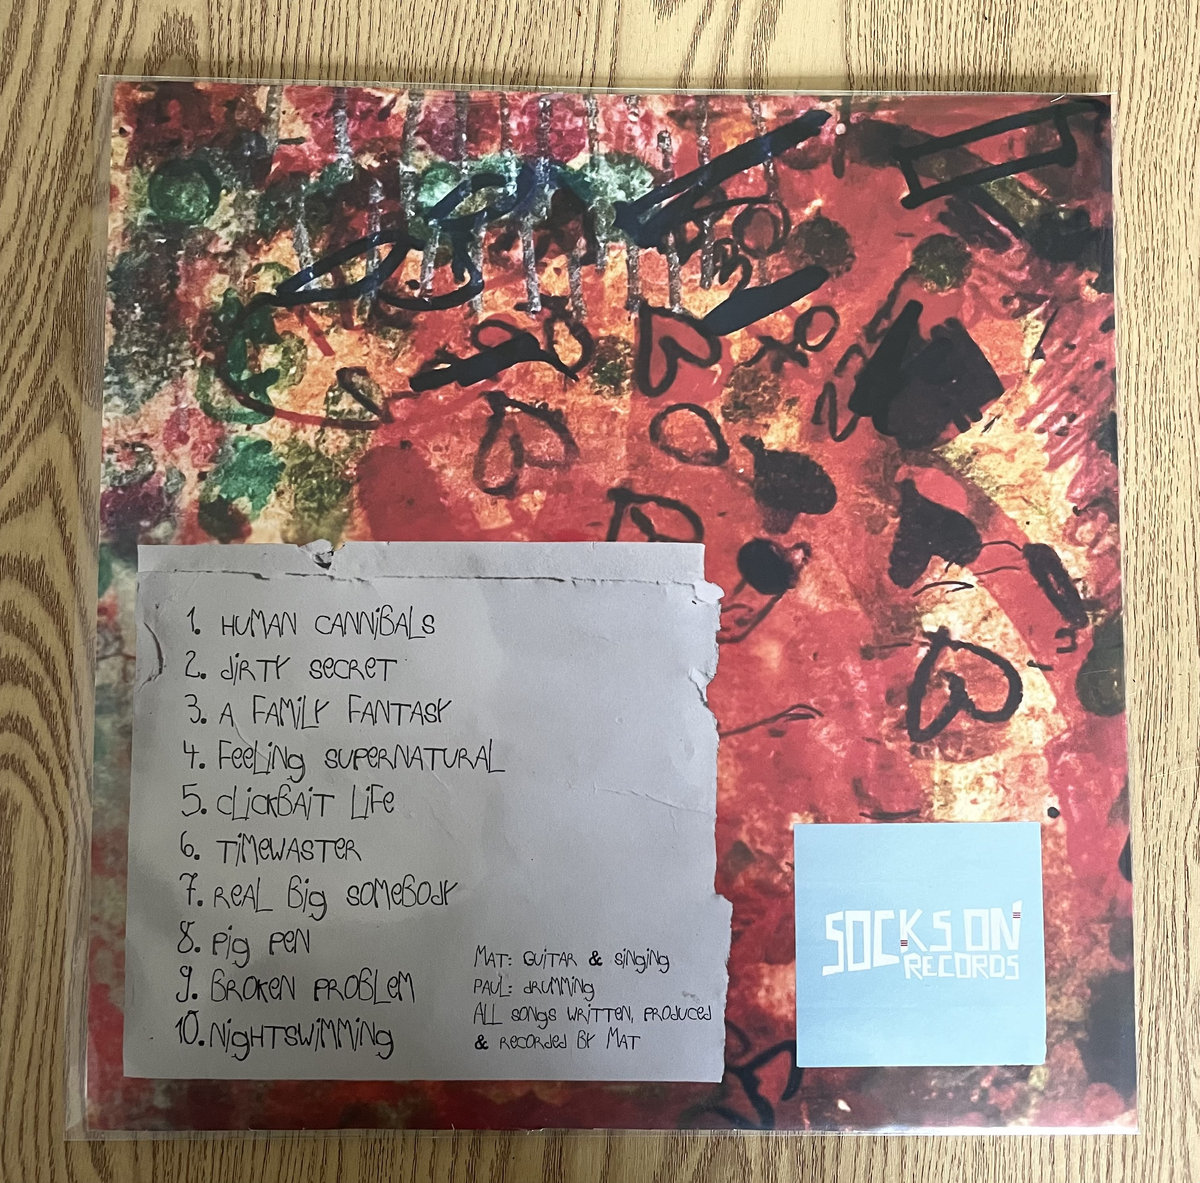 1. HUMAN CANNiBALS
2. diRTY SECRET
3. A FAMiLY FANTASY
4. FEELiNg SUPERNATURAL
5. CLiCKBAiT LiFE
6. TiMEWASTER
7. REAL Big SOMEBOdY
8. Pig PEN
9. BROKEN PROBLEM
10. NigHTSWiMMiNg
MAT: GUiTAR & SiNgiNg
PAUL: dRUMMiNg
ALL SONgS WRiTTEN, PROdUCEd
& RECORdEd BY MAT
SOCKS ON
RECORDS